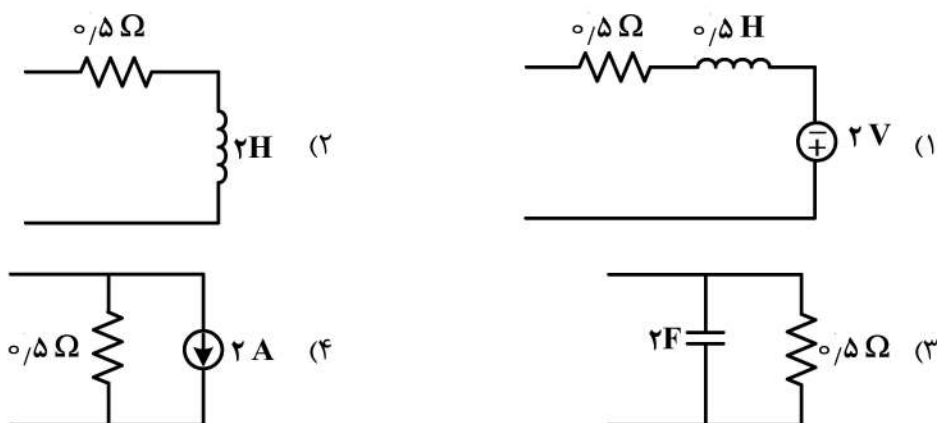 ۰٫۵ Ω ۰٫۵ H
۲ V (۱
۰٫۵ Ω
۲H (۲
۲F ۰٫۵ Ω (۳
۰٫۵ Ω ۲ A (۴